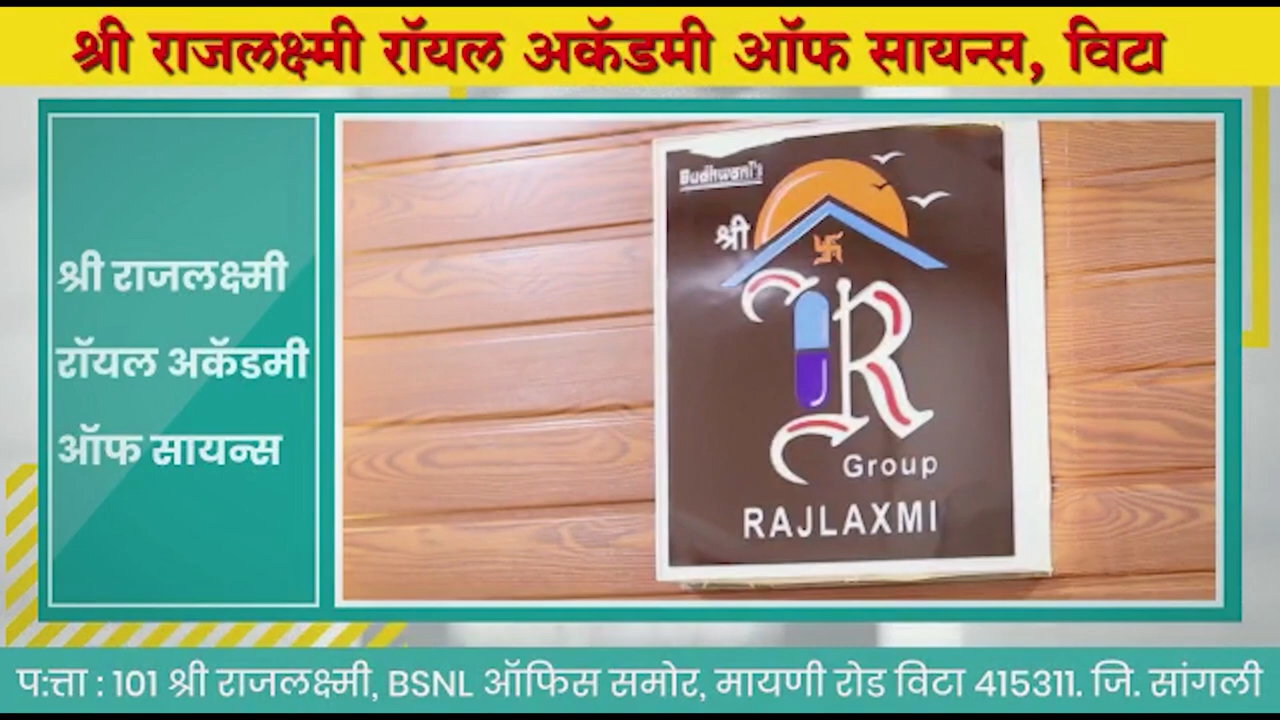 श्री राजलक्ष्मी रॉयल अकॅडमी ऑफ सायन्स, विटा
श्री राजलक्ष्मी
रॉयल अकॅडमी
ऑफ सायन्स
Budhwani's
श्री
R
Group
RAJLAXMI
प:त्ता : 101 श्री राजलक्ष्मी, BSNL ऑफिस समोर, मायणी रोड विटा 415311. जि. सांगली